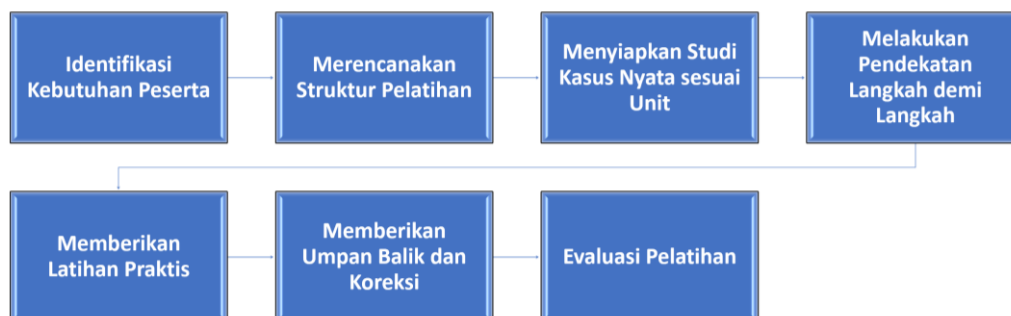 Identifikasi
Kebutuhan Peserta
Merencanakan
Struktur Pelatihan
Menyiapkan Studi
Kasus Nyata sesuai
Unit
Melakukan
Pendekatan
Langkah demi
Langkah
Memberikan
Latihan Praktis
Memberikan
Umpan Balik dan
Koreksi
Evaluasi Pelatihan